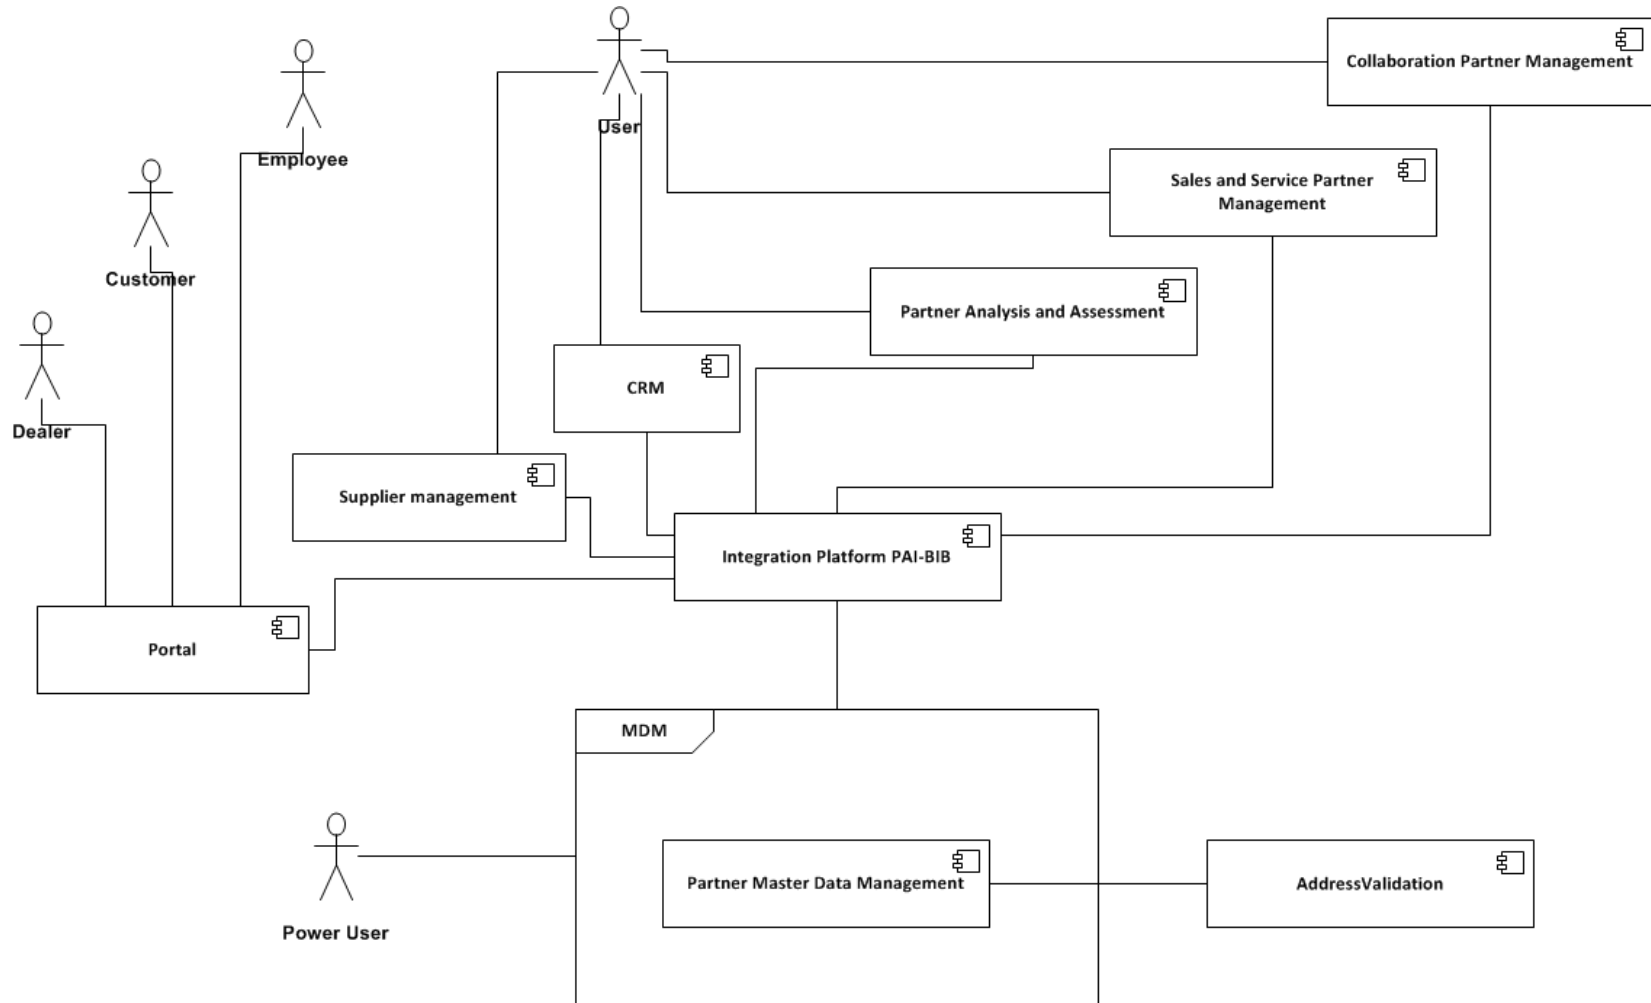 User
Collaboration Partner Management
Employee
Sales and Service Partner
Management
Customer
Partner Analysis and Assessment
CRM
Dealer
Supplier management
Integration Platform PAI-BIB
Portal
MDM
Partner Master Data Management
AddressValidation
Power User